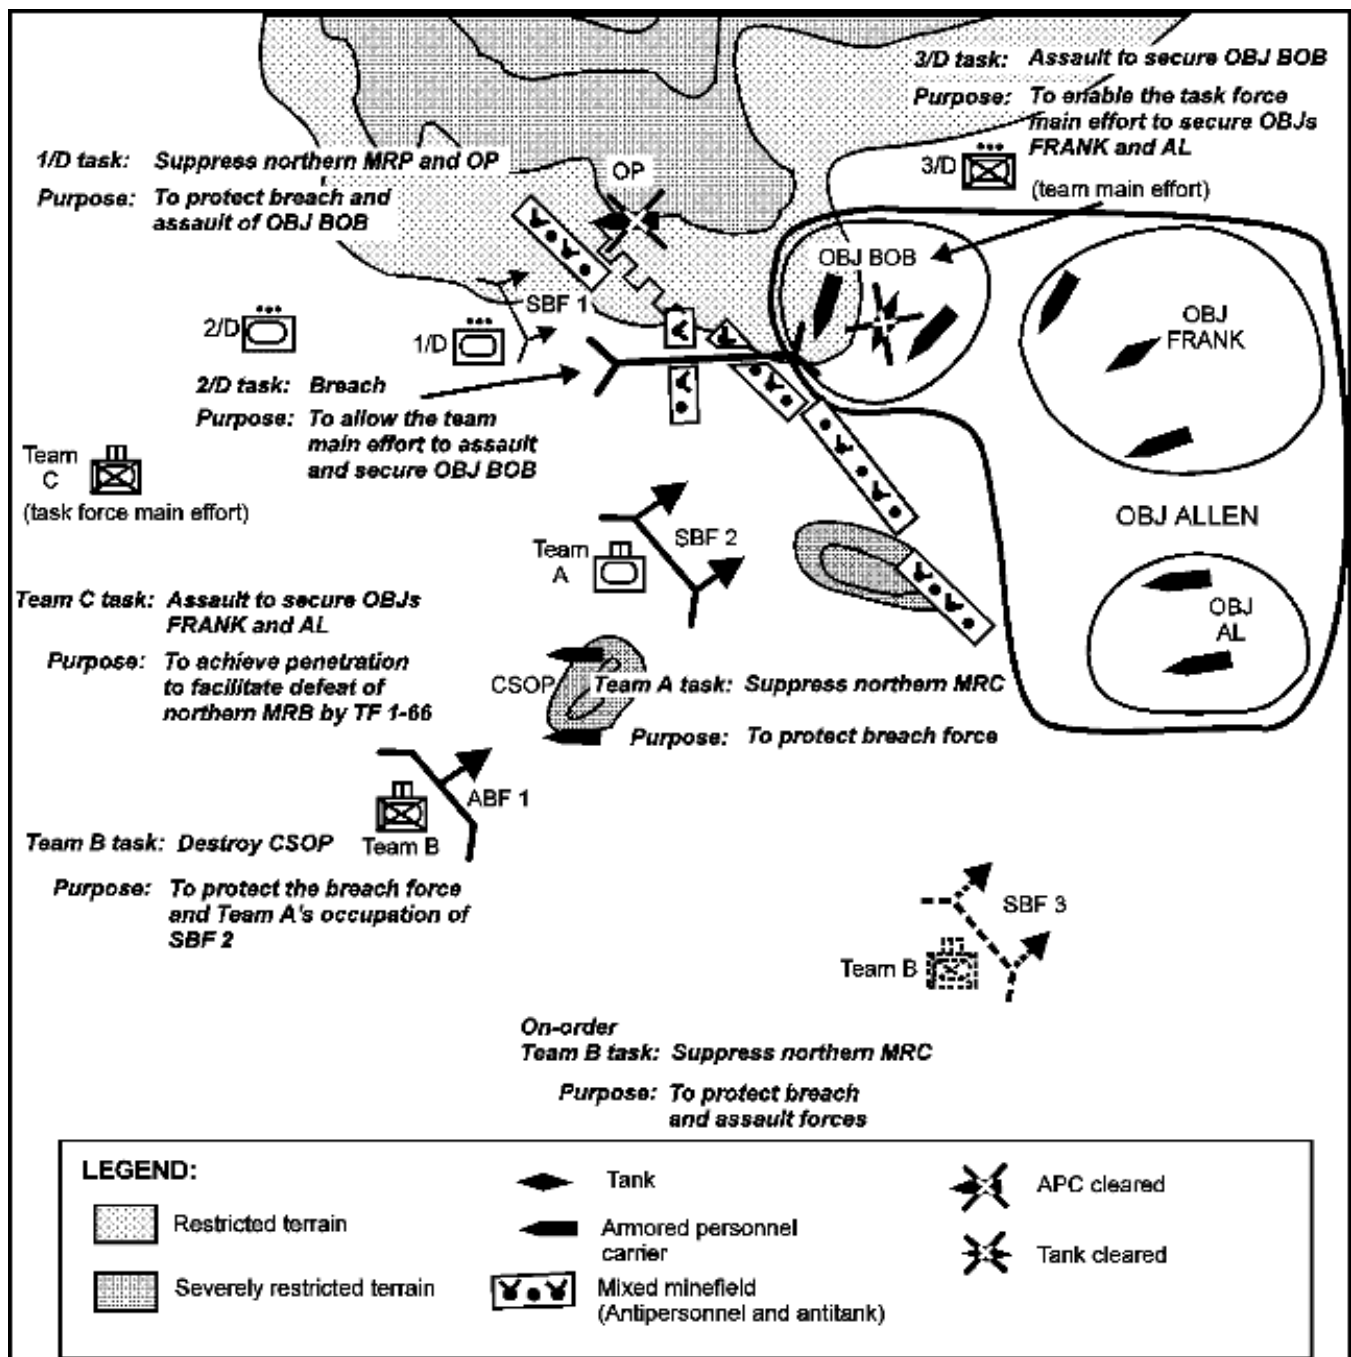 3/D task: Assault to secure OBJ BOB
Purpose: To enable the task force
main effort to secure OBJs
FRANK and AL
3/D
(team main effort)
1/D task: Suppress northern MRP and OP
Purpose: To protect breach and
assault of OBJ BOB
OP
OBJ BOB
SBF 1
2/D
1/D
OBJ
FRANK
2/D task: Breach
Purpose: To allow the team
main effort to assault
and secure OBJ BOB
Team
C
(task force main effort)
SBF 2
Team
A
OBJ ALLEN
Team C task: Assault to secure OBJs
FRANK and AL
Purpose: To achieve penetration
to facilitate defeat of
northern MRB by TF 1-66
OBJ
AL
CSOP
Team A task: Suppress northern MRC
Purpose: To protect breach force
ABF 1
Team B
Team B task: Destroy CSOP
Purpose: To protect the breach force
and Team A's occupation of
SBF 2
SBF 3
Team B
On-order
Team B task: Suppress northern MRC
Purpose: To protect breach
and assault forces
LEGEND:
Restricted terrain
Severely restricted terrain
Tank
Armored personnel
carrier
Mixed minefield
(Antipersonnel and antitank)
APC cleared
Tank cleared